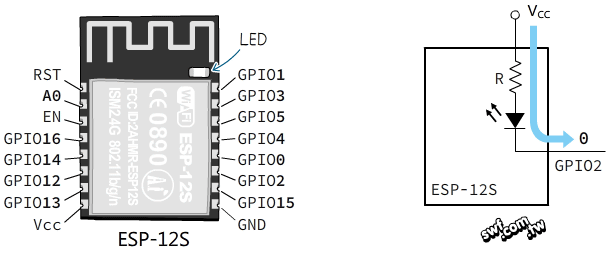 LED
RST
A0
EN
GPIO16
GPIO14
GPIO12
GPIO13
Vcc
GPIO1
GPIO3
GPIO5
GPIO4
GPIO0
GPIO2
GPIO15
GND
WiFi ESP-12S
CE 0890 Ai
FCC ID:2AHMR-ESP12S
ISM 2.4G 802.11b/g/n
ESP-12S
Vcc
R
0
GPIO2
ESP-12S
swf.com.tw